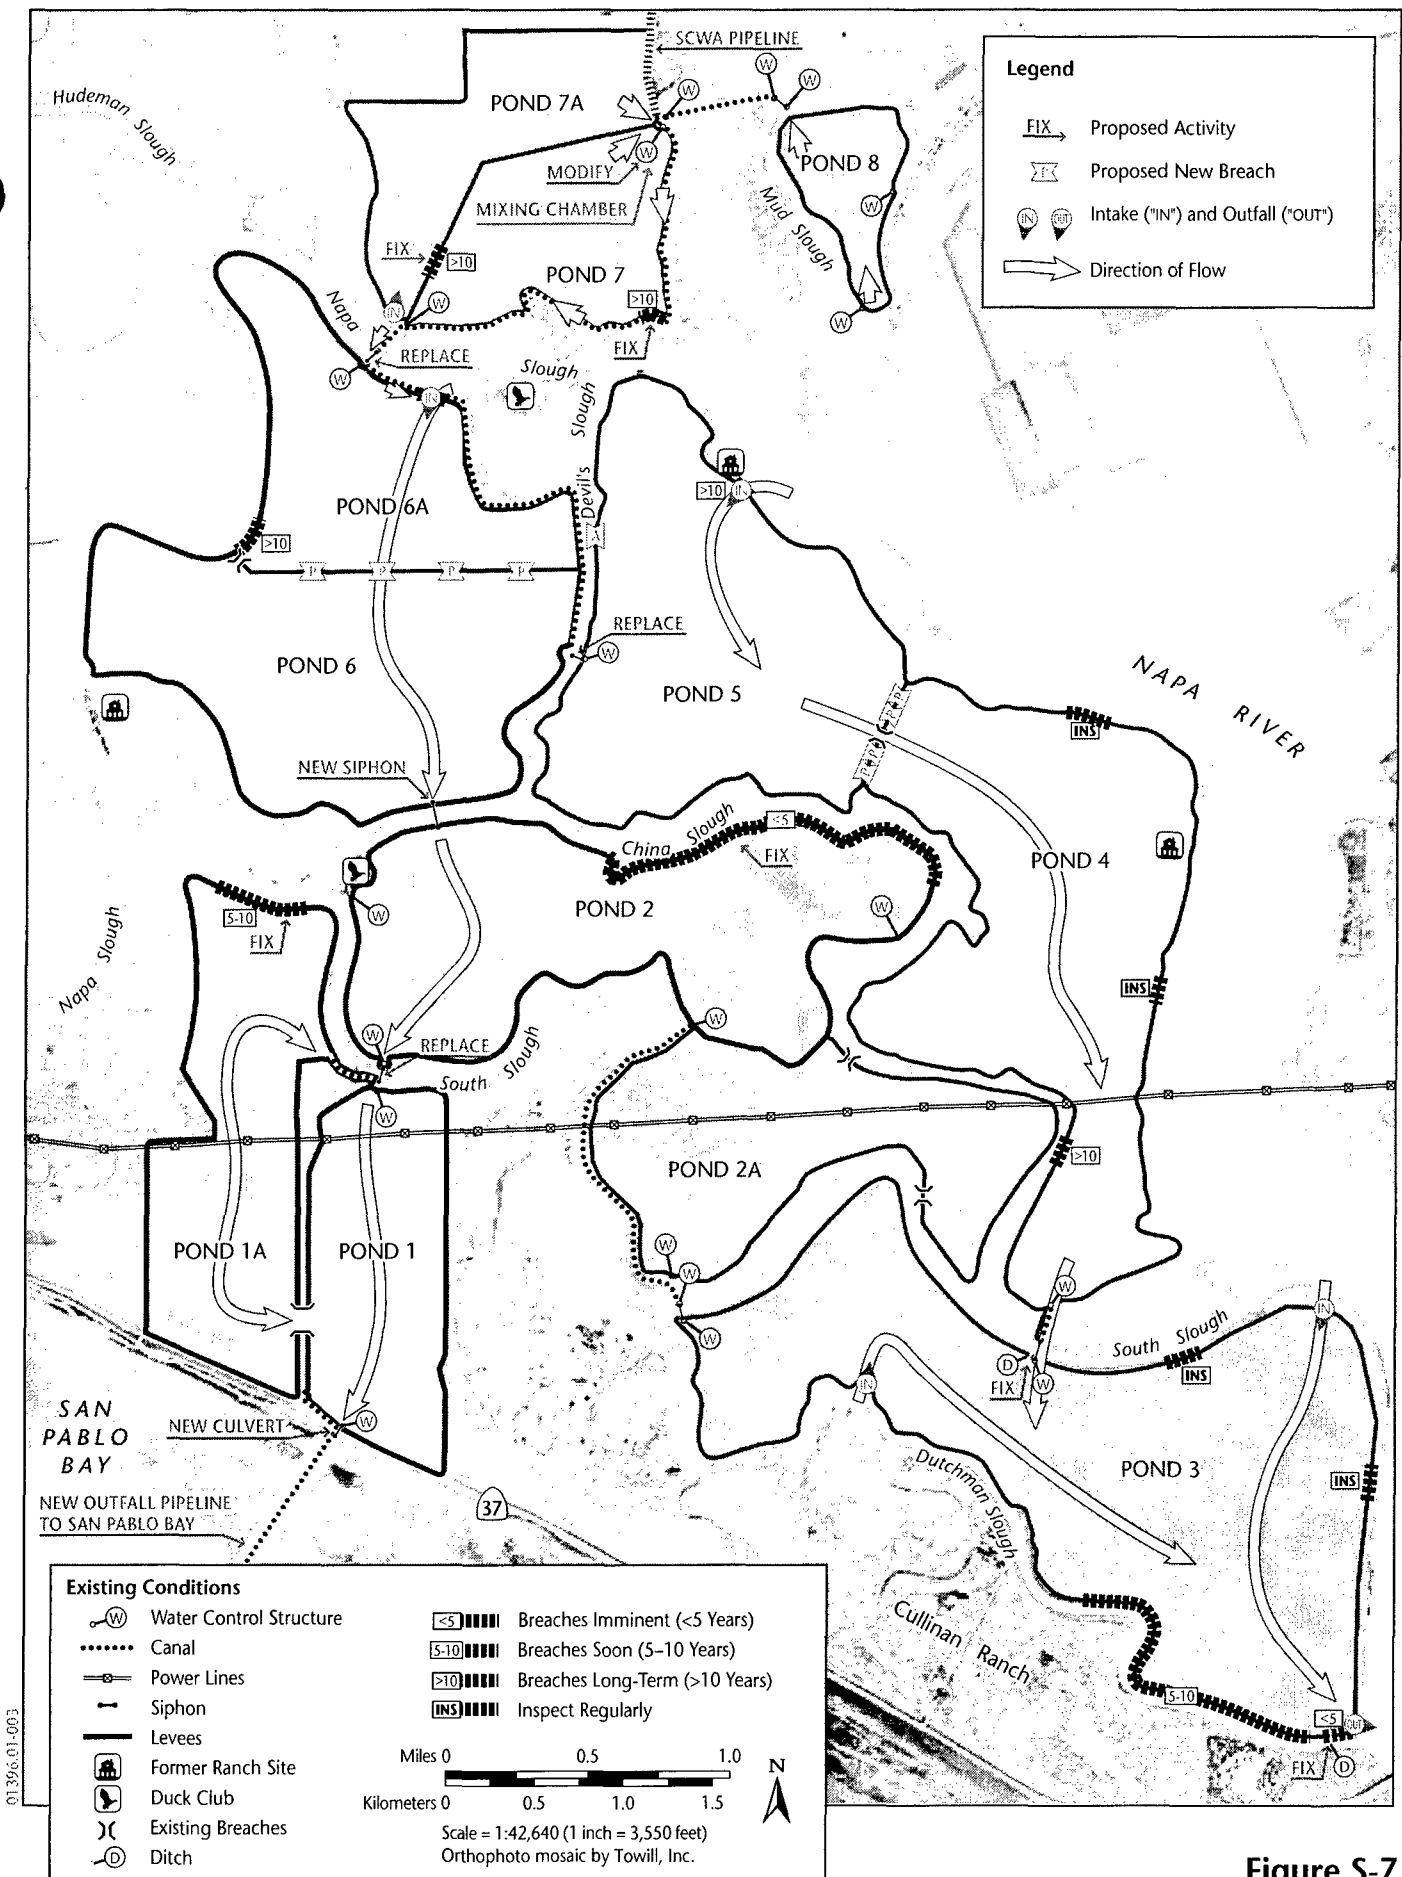 SCWA PIPELINE
W
W
W
Hudeman
Slough
POND 7A
W
MODIFY
MIXING CHAMBER
POND 8
W
Mud Slough
W
Legend
FIX
Proposed Activity
P
Proposed New Breach
IN
OUT
Intake ("IN") and Outfall ("OUT")
Direction of Flow
FIX
>10
POND 7
>10
FIX
IN
W
Napa
REPLACE
W
Slough
IN
Devil's Slough
>10
IN
POND 6A
>10
P
P
P
P
REPLACE
W
POND 6
POND 5
NAPA
RIVER
P
P
P
P
INS
NEW SIPHON
China Slough
<5
FIX
POND 4
W
POND 2
W
5-10
FIX
Napa Slough
INS
W
REPLACE
South Slough
W
W
POND 2A
>10
POND 1A
POND 1
W
W
W
W
IN
South Slough
INS
D
FIX
W
IN
SAN
PABLO
BAY
NEW CULVERT
W
POND 3
INS
Dutchman Slough
NEW OUTFALL PIPELINE
TO SAN PABLO BAY
37
Cullinan Ranch
5-10
<5
OUT
FIX
D
Existing Conditions
W
Water Control Structure
Canal
Power Lines
Siphon
Levees
Former Ranch Site
Duck Club
Existing Breaches
D
Ditch
<5
Breaches Imminent (<5 Years)
5-10
Breaches Soon (5–10 Years)
>10
Breaches Long-Term (>10 Years)
INS
Inspect Regularly
Miles 0 0.5 1.0
Kilometers 0 0.5 1.0 1.5
N
Scale = 1:42,640 (1 inch = 3,550 feet)
Orthophoto mosaic by Towill, Inc.
01396.01-003
Figure S-7